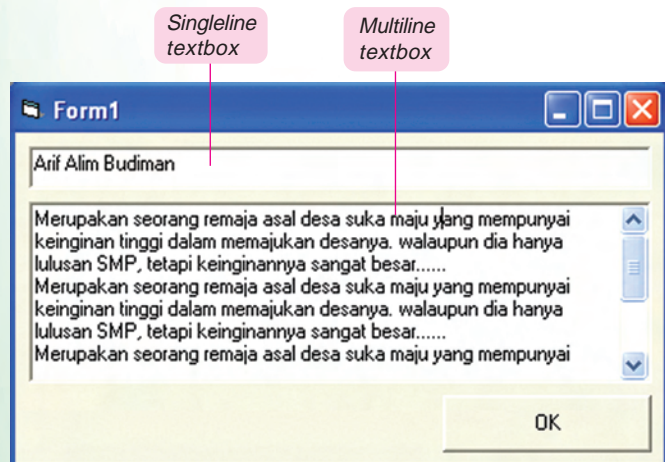 Singleline
textbox
Multiline
textbox
Form1
Arif Alim Budiman
Merupakan seorang remaja asal desa suka maju yang mempunyai
keinginan tinggi dalam memajukan desanya. walaupun dia hanya
lulusan SMP, tetapi keinginannya sangat besar......
Merupakan seorang remaja asal desa suka maju yang mempunyai
keinginan tinggi dalam memajukan desanya. walaupun dia hanya
lulusan SMP, tetapi keinginannya sangat besar......
Merupakan seorang remaja asal desa suka maju yang mempunyai
OK